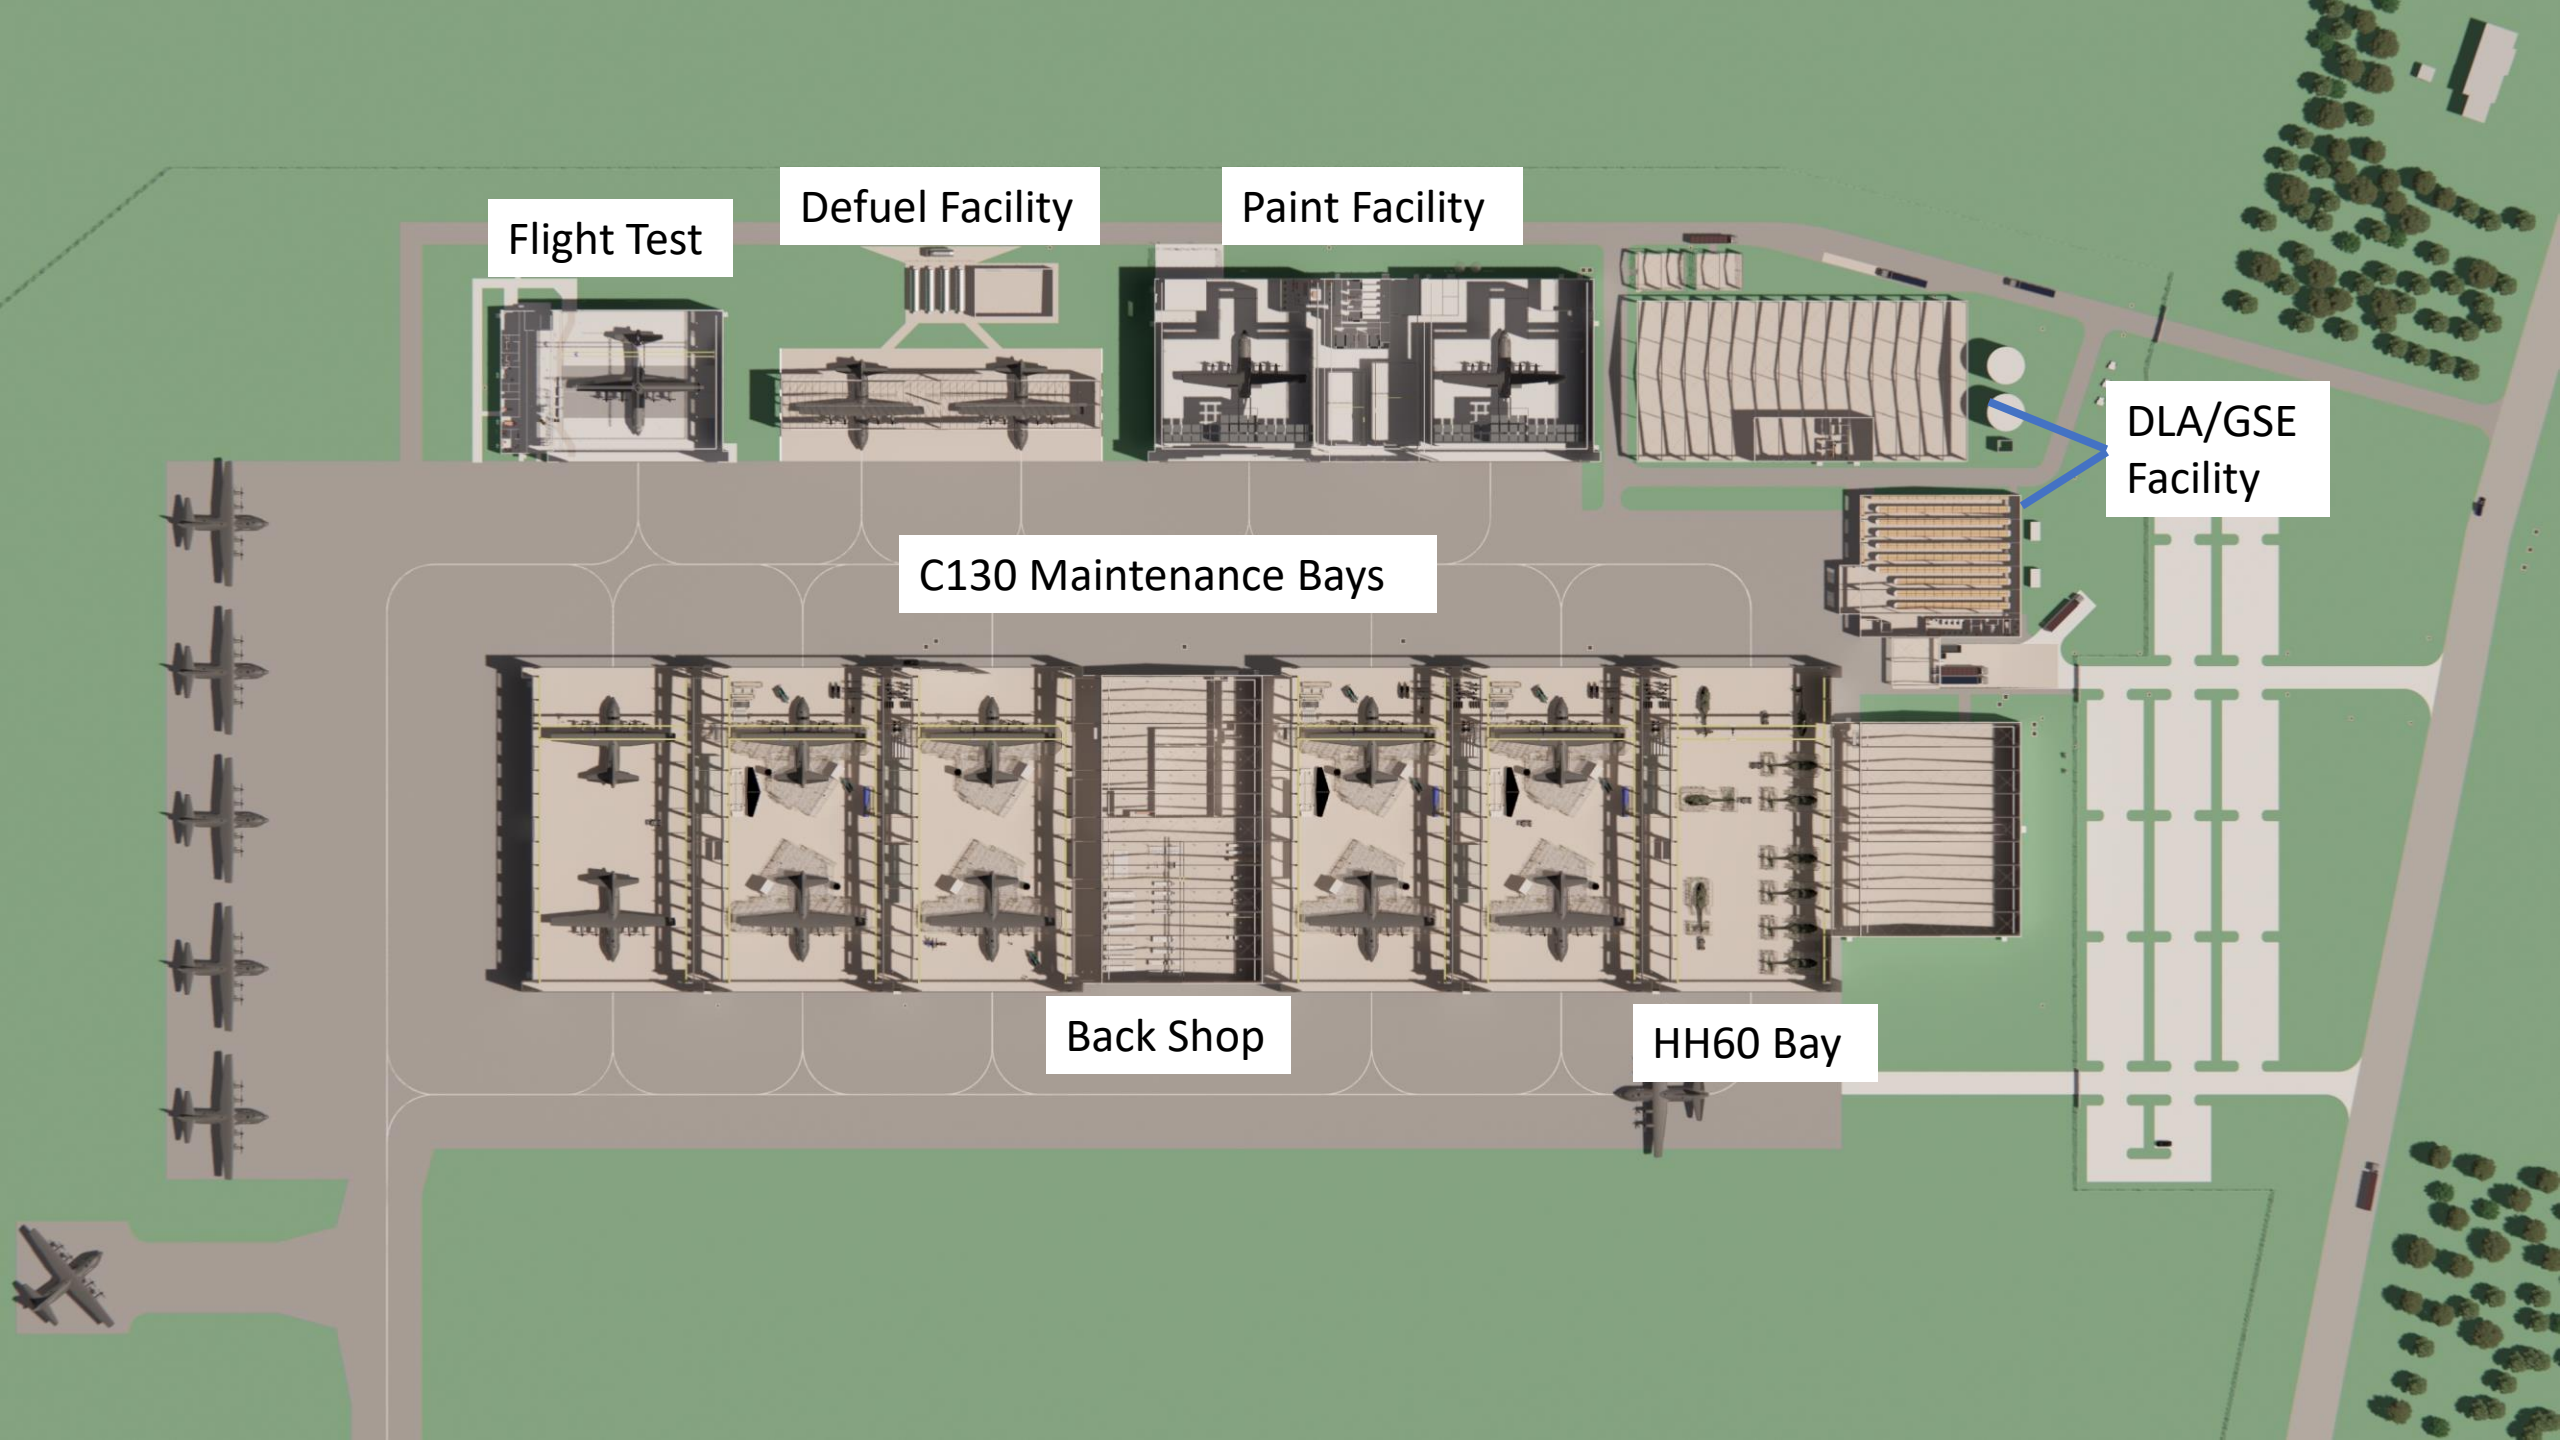 Flight Test
Defuel Facility
Paint Facility
DLA/GSE
Facility
C130 Maintenance Bays
Back Shop
HH60 Bay